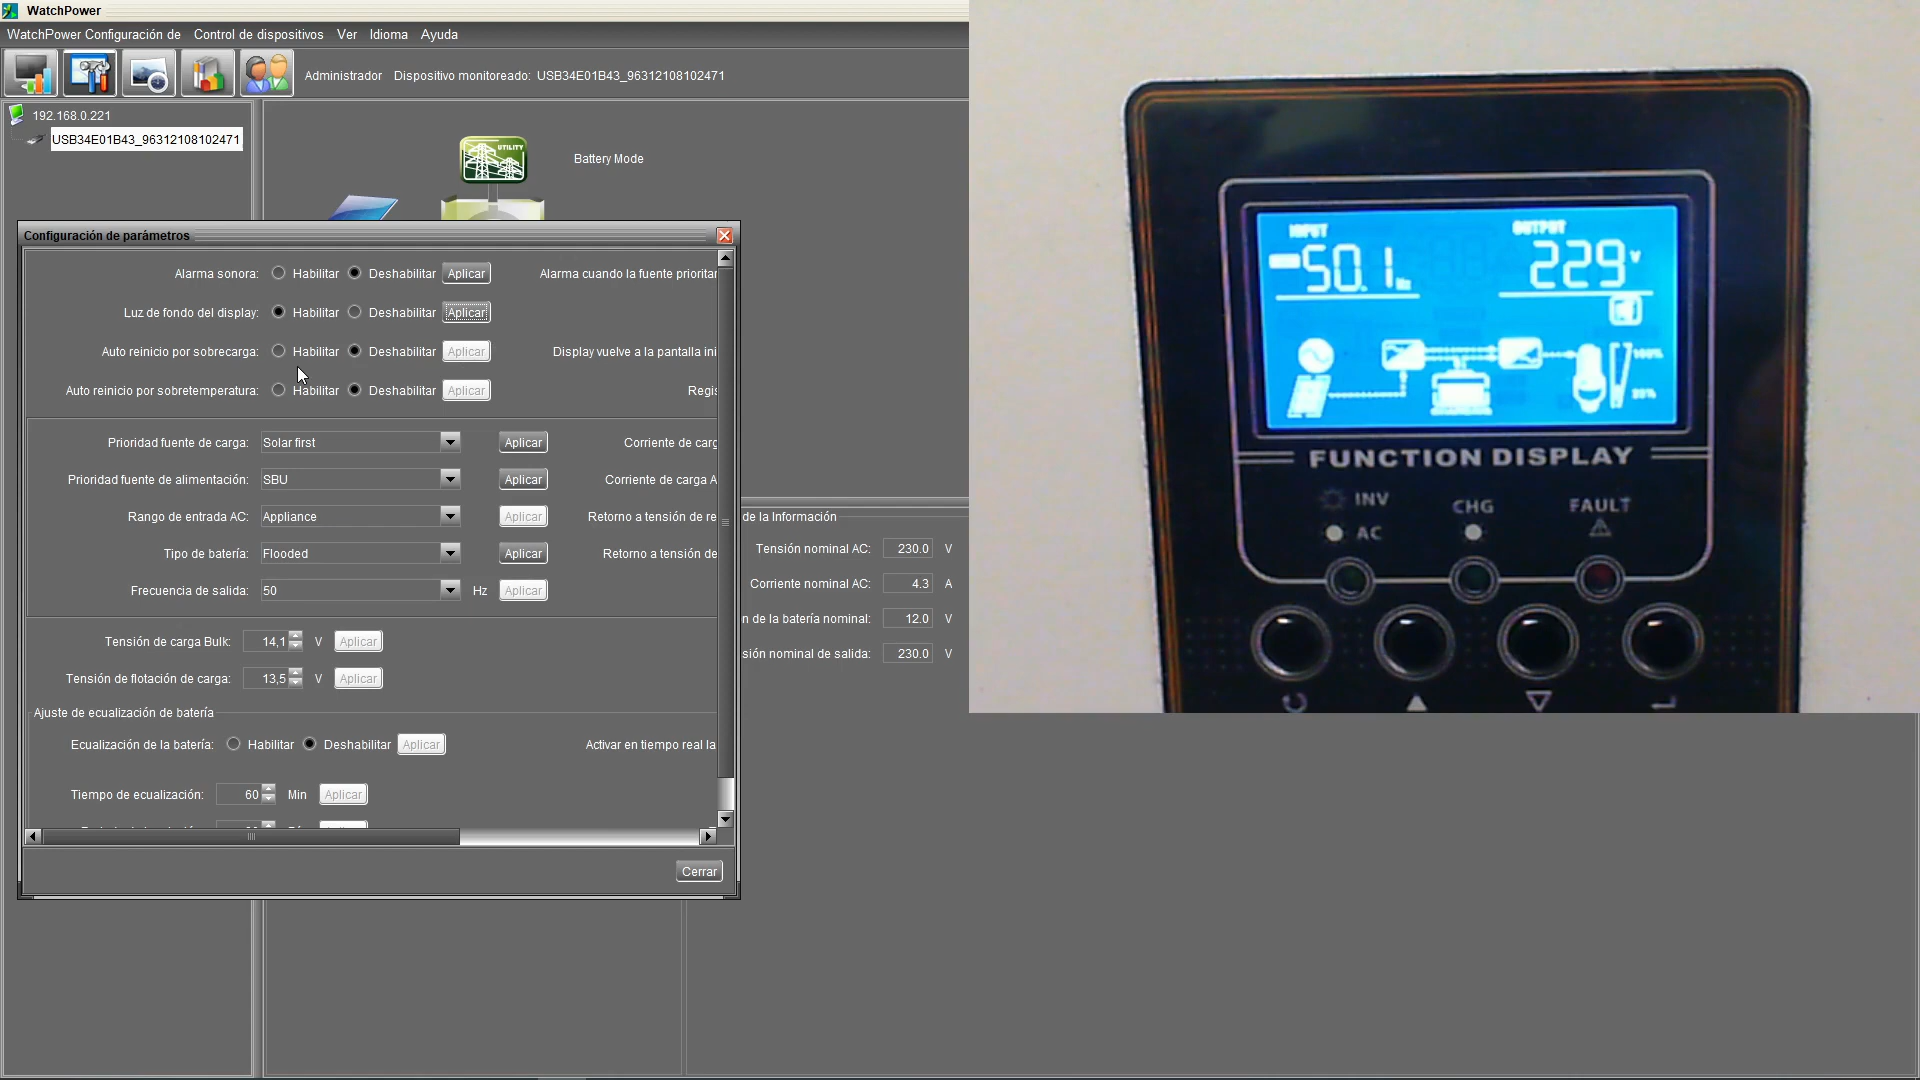 WatchPower
WatchPower Configuración de Control de dispositivos Ver Idioma Ayuda
Administrador Dispositivo monitoreado: USB34E01B43_96312108102471
192.168.0.221
USB34E01B43_96312108102471
UTILITY
Battery Mode
Configuración de parámetros
Alarma sonora: Habilitar Deshabilitar Aplicar Alarma cuando la fuente prioritar
Luz de fondo del display: Habilitar Deshabilitar Aplicar
Auto reinicio por sobrecarga: Habilitar Deshabilitar Aplicar Display vuelve a la pantalla ini
Auto reinicio por sobretemperatura: Habilitar Deshabilitar Aplicar Regis
Prioridad fuente de carga: Solar first Aplicar Corriente de carg
Prioridad fuente de alimentación: SBU Aplicar Corriente de carga A
Rango de entrada AC: Appliance Aplicar Retorno a tensión de re
Tipo de batería: Flooded Aplicar Retorno a tensión de
Frecuencia de salida: 50 Hz Aplicar
Tensión de carga Bulk: 14,1 V Aplicar
Tensión de flotación de carga: 13,5 V Aplicar
Ajuste de ecualización de batería
Ecualización de la batería: Habilitar Deshabilitar Aplicar Activar en tiempo real la
Tiempo de ecualización: 60 Min Aplicar
Cerrar
de la Información
Tensión nominal AC: 230.0 V
Corriente nominal AC: 4.3 A
n de la batería nominal: 12.0 V
sión nominal de salida: 230.0 V
INPUT OUTPUT
50.1 Hz 229 V
100%
FUNCTION DISPLAY
INV CHG FAULT
AC